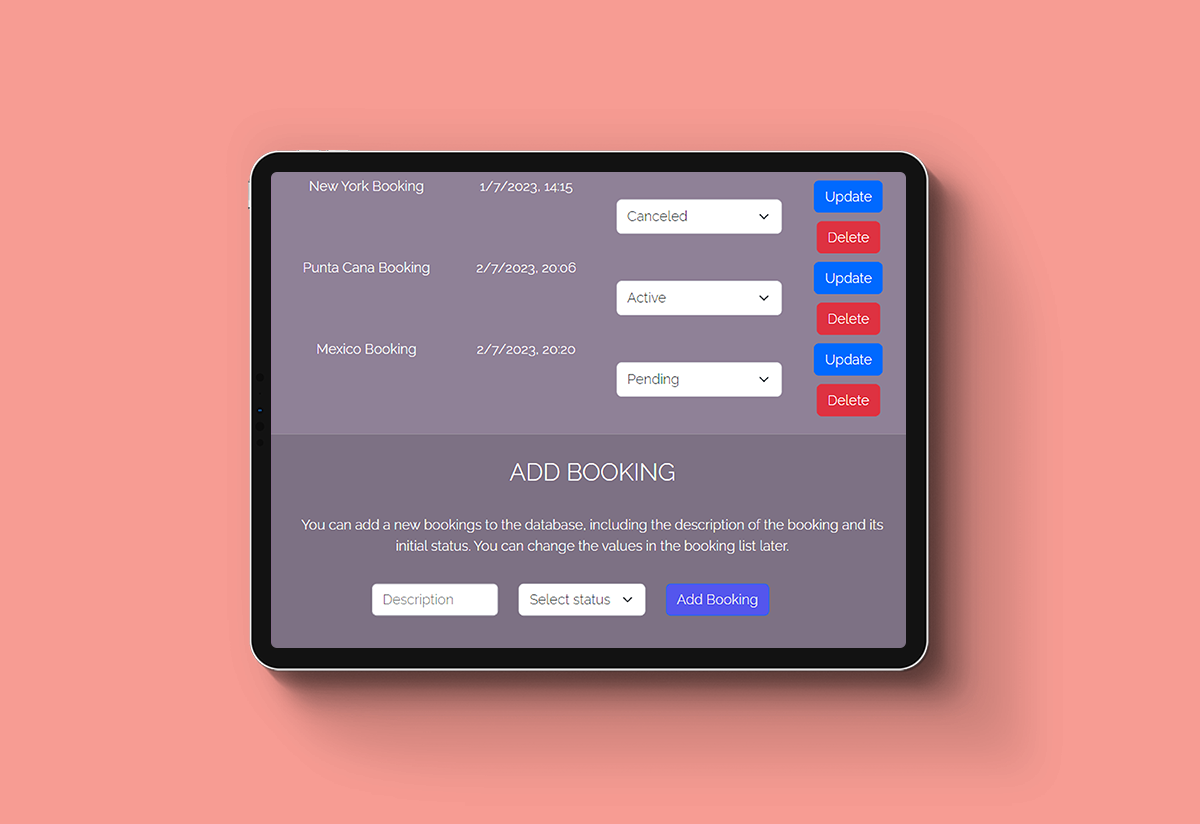 New York Booking 1/7/2023, 14:15 Update
Canceled
Delete
Punta Cana Booking 2/7/2023, 20:06 Update
Active
Delete
Mexico Booking 2/7/2023, 20:20 Update
Pending
Delete
ADD BOOKING
You can add a new bookings to the database, including the description of the booking and its
initial status. You can change the values in the booking list later.
Description Select status Add Booking